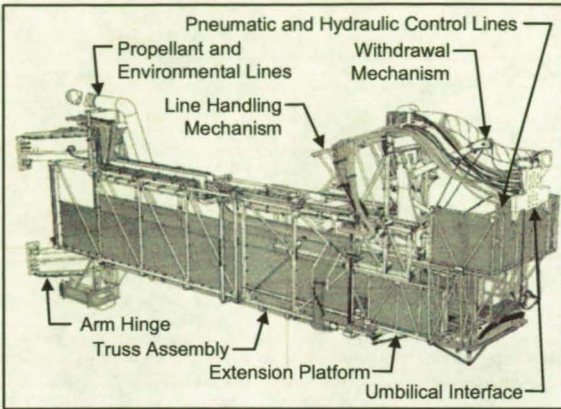 Pneumatic and Hydraulic Control Lines
Propellant and
Environmental Lines
Withdrawal
Mechanism
Line Handling
Mechanism
Arm Hinge
Truss Assembly
Extension Platform
Umbilical Interface